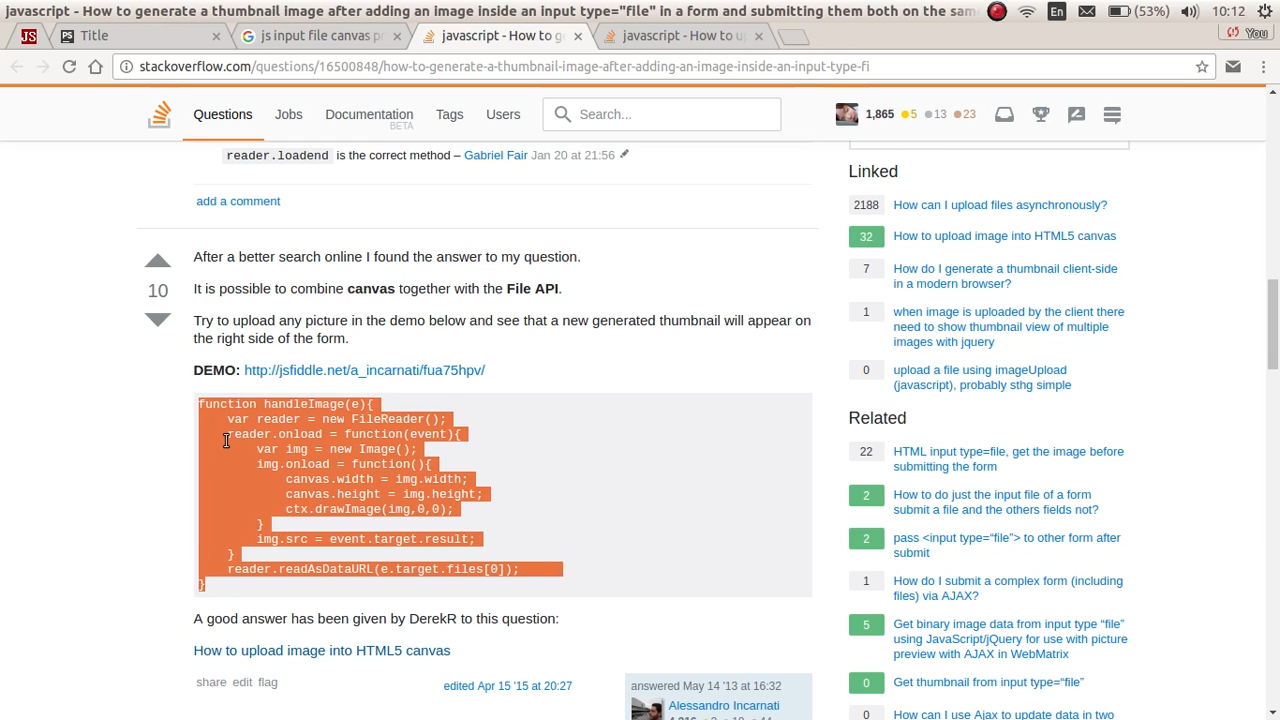 javascript - How to generate a thumbnail image after adding an image inside an input type="file" in a form and submitting them both on the same
En
(53%)
10:12
JS
PS
Title
js input file canvas
javascript - How to
javascript - How to
You
stackoverflow.com/questions/16500848/how-to-generate-a-thumbnail-image-after-adding-an-image-inside-an-input-type-fi
Questions
Jobs
Documentation
BETA
Tags
Users
Search...
1,865
5
13
23
reader.loadend is the correct method – Gabriel Fair Jan 20 at 21:56
add a comment
10
After a better search online I found the answer to my question.
It is possible to combine canvas together with the File API.
Try to upload any picture in the demo below and see that a new generated thumbnail will appear on
the right side of the form.
DEMO: http://jsfiddle.net/a_incarnati/fua75hpv/
function handleImage(e){
var reader = new FileReader();
reader.onload = function(event){
var img = new Image();
img.onload = function(){
canvas.width = img.width;
canvas.height = img.height;
ctx.drawImage(img,0,0);
}
img.src = event.target.result;
}
reader.readAsDataURL(e.target.files[0]);
}
A good answer has been given by DerekR to this question:
How to upload image into HTML5 canvas
share edit flag
edited Apr 15 '15 at 20:27
answered May 14 '13 at 16:32
Alessandro Incarnati
Linked
2188 How can I upload files asynchronously?
32 How to upload image into HTML5 canvas
7 How do I generate a thumbnail client-side
in a modern browser?
1 when image is uploaded by the client there
need to show thumbnail view of multiple
images with jquery
0 upload a file using imageUpload
(javascript), probably sthg simple
Related
22 HTML input type=file, get the image before
submitting the form
2 How to do just the input file of a form
submit a file and the others fields not?
2 pass <input type=“file”> to other form after
submit
1 How do I submit a complex form (including
files) via AJAX?
5 Get binary image data from input type “file”
using JavaScript/jQuery for use with picture
preview with AJAX in WebMatrix
0 Get thumbnail from input type=“file”
0 How can I use Ajax to update data in two